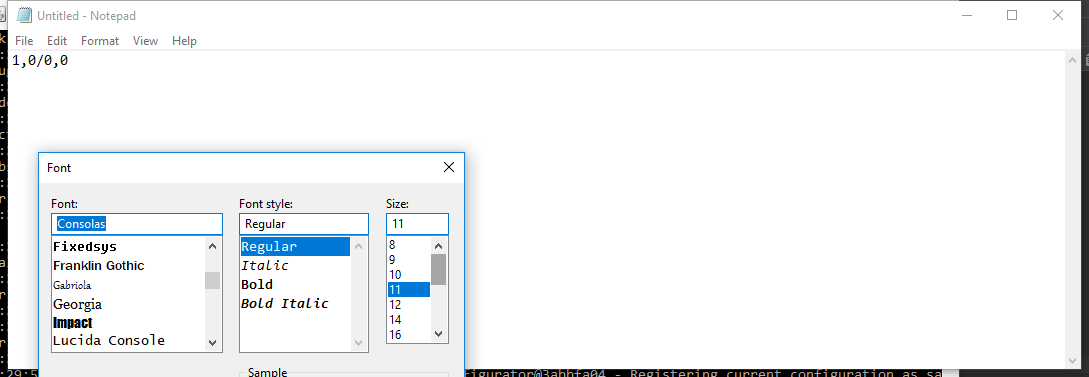 Untitled - Notepad
File Edit Format View Help
1,0/0,0
Font
Font: Font style: Size:
Consolas Regular 11
Fixedsys
Franklin Gothic
Gabriola
Georgia
Impact
Lucida Console
Regular
Italic
Bold
Bold Italic
8
9
10
11
12
14
16
Sample
:29:5
igurator@3abbfa04 - Registering current configuration as sa